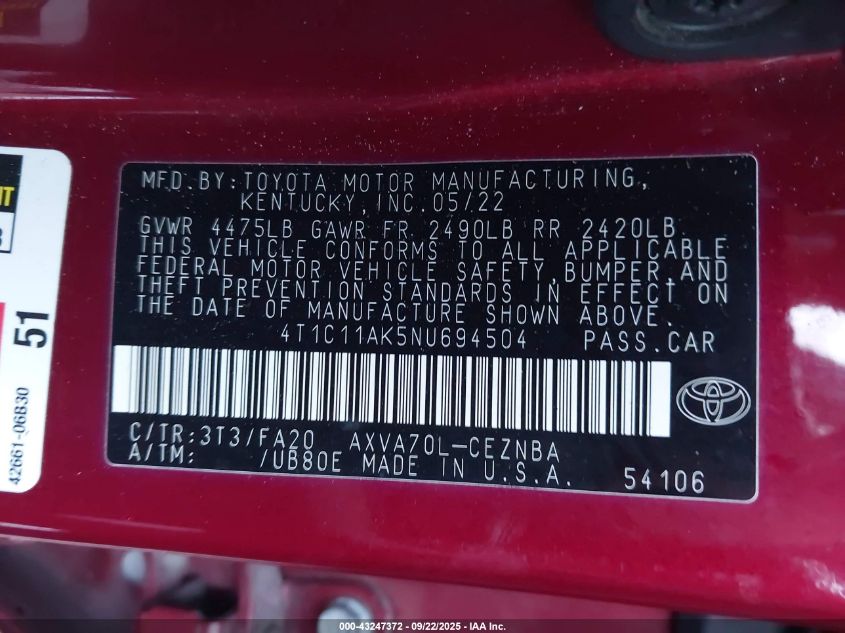 MFD.BY:TOYOTA MOTOR MANUFACTURING,
KENTUCKY, INC. 05/22
GVWR 4475LB GAWR FR 2490LB RR 2420LB
THIS VEHICLE CONFORMS TO ALL APPLICABLE
FEDERAL MOTOR VEHICLE SAFETY, BUMPER, AND
THEFT PREVENTION STANDARDS IN EFFECT ON
THE DATE OF MANUFACTURE SHOWN ABOVE.
4T1C11AK5NU694504 PASS.CAR
C/TR:3T3/FA20 AXVA70L-CEZNBA
A/TM: /UB80E MADE IN U.S.A.
54106
51
42661-06B30
000-43247372 - 09/22/2025 - IAA Inc.